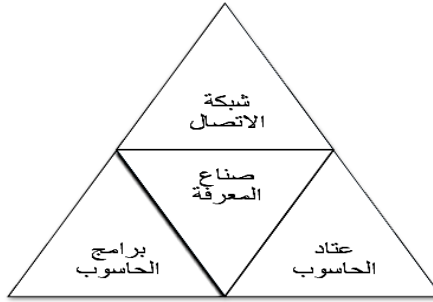 شبكة
الاتصال
صناع
المعرفة
عتاد
الحاسوب
برامج
الحاسوب